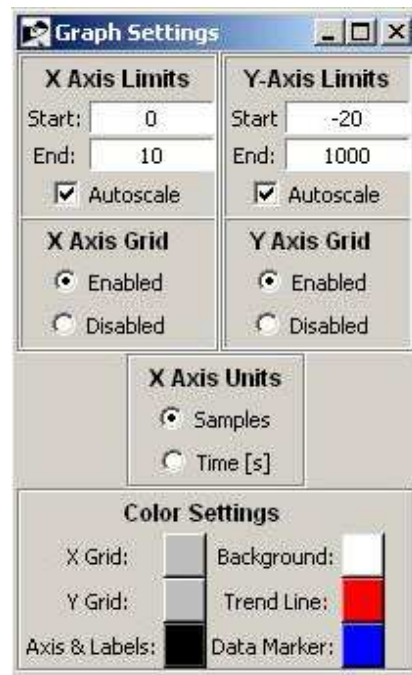 Graph Settings
X Axis Limits
Start: 0
End: 10
Autoscale
Y-Axis Limits
Start -20
End: 1000
Autoscale
X Axis Grid
Enabled
Disabled
Y Axis Grid
Enabled
Disabled
X Axis Units
Samples
Time [s]
Color Settings
X Grid: Background:
Y Grid: Trend Line:
Axis & Labels: Data Marker: